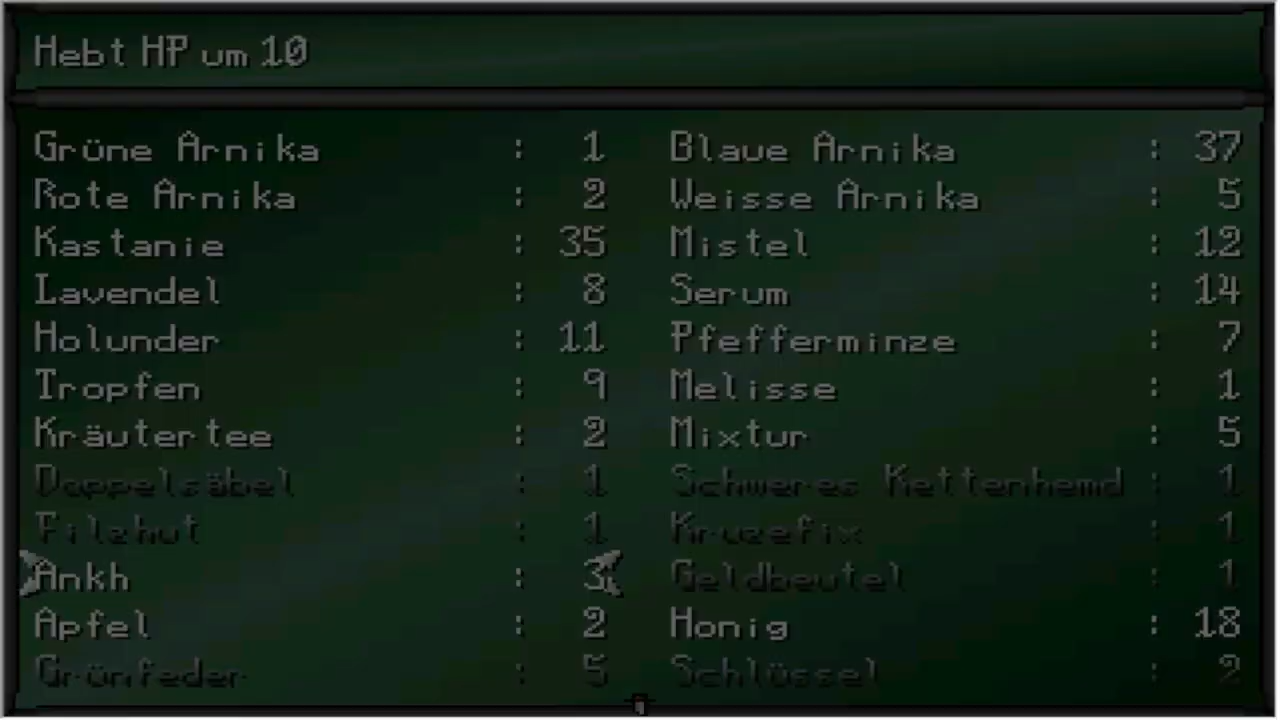 Hebt HP um 10
Grüne Arnika : 1 Blaue Arnika : 37
Rote Arnika : 2 Weisse Arnika : 5
Kastanie : 35 Mistel : 12
Lavendel : 8 Serum : 14
Holunder : 11 Pfefferminze : 7
Tropfen : 9 Melisse : 1
Kräutertee : 2 Mixtur : 5
Doppelsäbel : 1 Schweres Kettenhemd : 1
Filzhut : 1 Kruzefix : 1
Ankh : 3 Geldbeutel : 1
Apfel : 2 Honig : 18
Grünfeder : 5 Schlüssel : 2